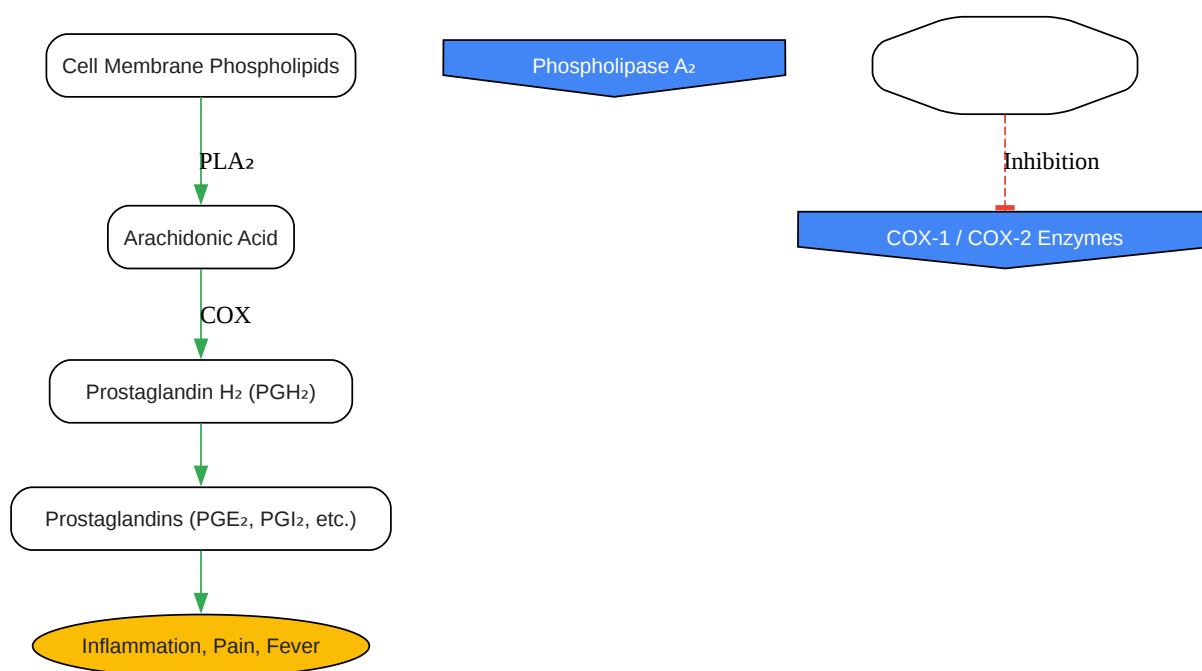 Cell Membrane Phospholipids
Phospholipase A₂
PLA₂
Inhibition
Arachidonic Acid
COX-1 / COX-2 Enzymes
COX
Prostaglandin H₂ (PGH₂)
Prostaglandins (PGE₂, PGI₂, etc.)
Inflammation, Pain, Fever